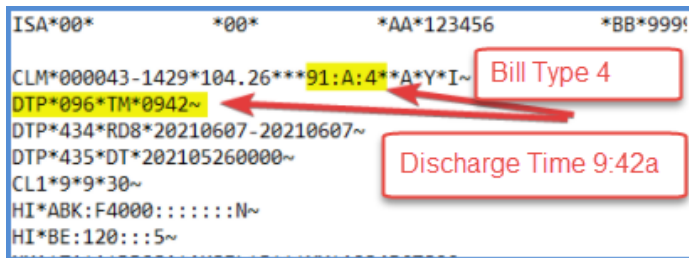 ISA*00* *00* *AA*123456 *BB*9999
CLM*000043-1429*104.26***91:A:4**A*Y*I~
Bill Type 4
DTP*096*TM*0942~
DTP*434*RD8*20210607-20210607~
DTP*435*DT*202105260000~
Discharge Time 9:42a
CL1*9*9*30~
HI*ABK:F4000:::::::N~
HI*BE:120:::5~